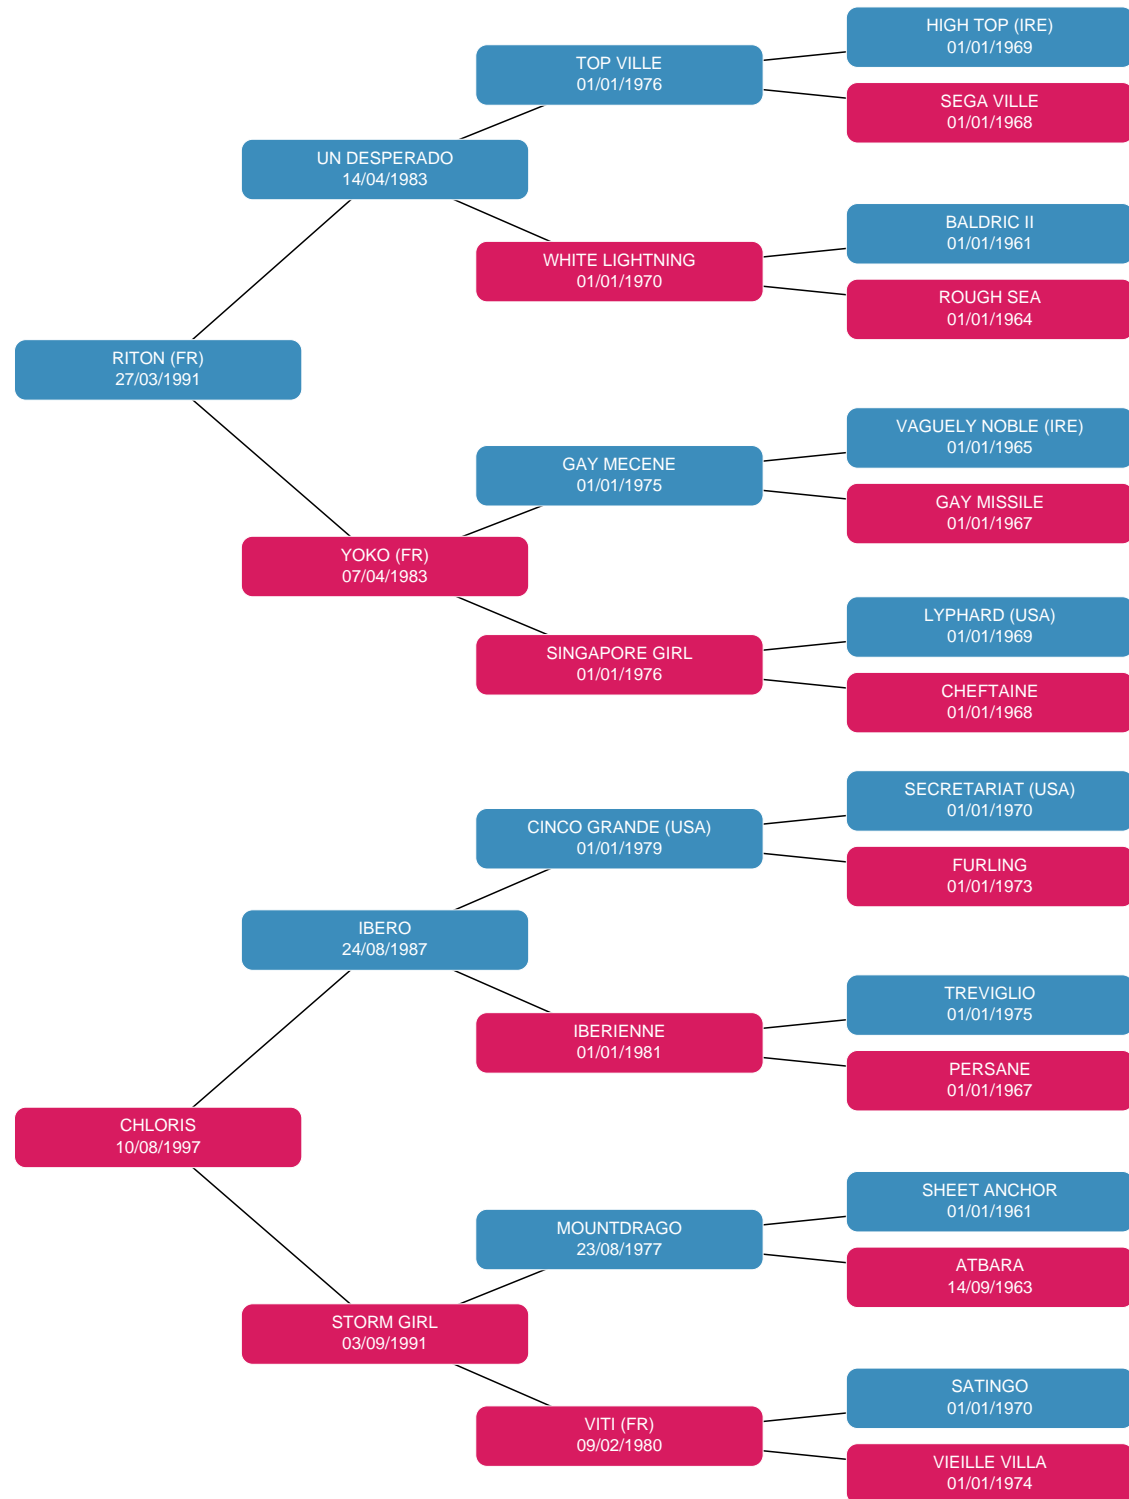 HIGH TOP (IRE)
01/01/1969
TOP VILLE
01/01/1976
SEGA VILLE
01/01/1968
UN DESPERADO
14/04/1983
BALDRIC II
01/01/1961
WHITE LIGHTNING
01/01/1970
ROUGH SEA
01/01/1964
RITON (FR)
27/03/1991
VAGUELY NOBLE (IRE)
01/01/1965
GAY MECENE
01/01/1975
GAY MISSILE
01/01/1967
YOKO (FR)
07/04/1983
LYPHARD (USA)
01/01/1969
SINGAPORE GIRL
01/01/1976
CHEFTAINE
01/01/1968
SECRETARIAT (USA)
01/01/1970
CINCO GRANDE (USA)
01/01/1979
FURLING
01/01/1973
IBERO
24/08/1987
TREVIGLIO
01/01/1975
IBERIENNE
01/01/1981
PERSANE
01/01/1967
CHLORIS
10/08/1997
SHEET ANCHOR
01/01/1961
MOUNTDRAGO
23/08/1977
ATBARA
14/09/1963
STORM GIRL
03/09/1991
SATINGO
01/01/1970
VITI (FR)
09/02/1980
VIEILLE VILLA
01/01/1974